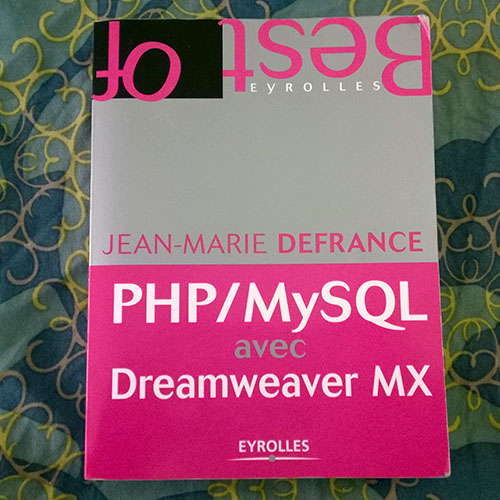 Best of
EYROLLES
JEAN-MARIE DEFRANCE
PHP/MySQL
avec
Dreamweaver MX
EYROLLES